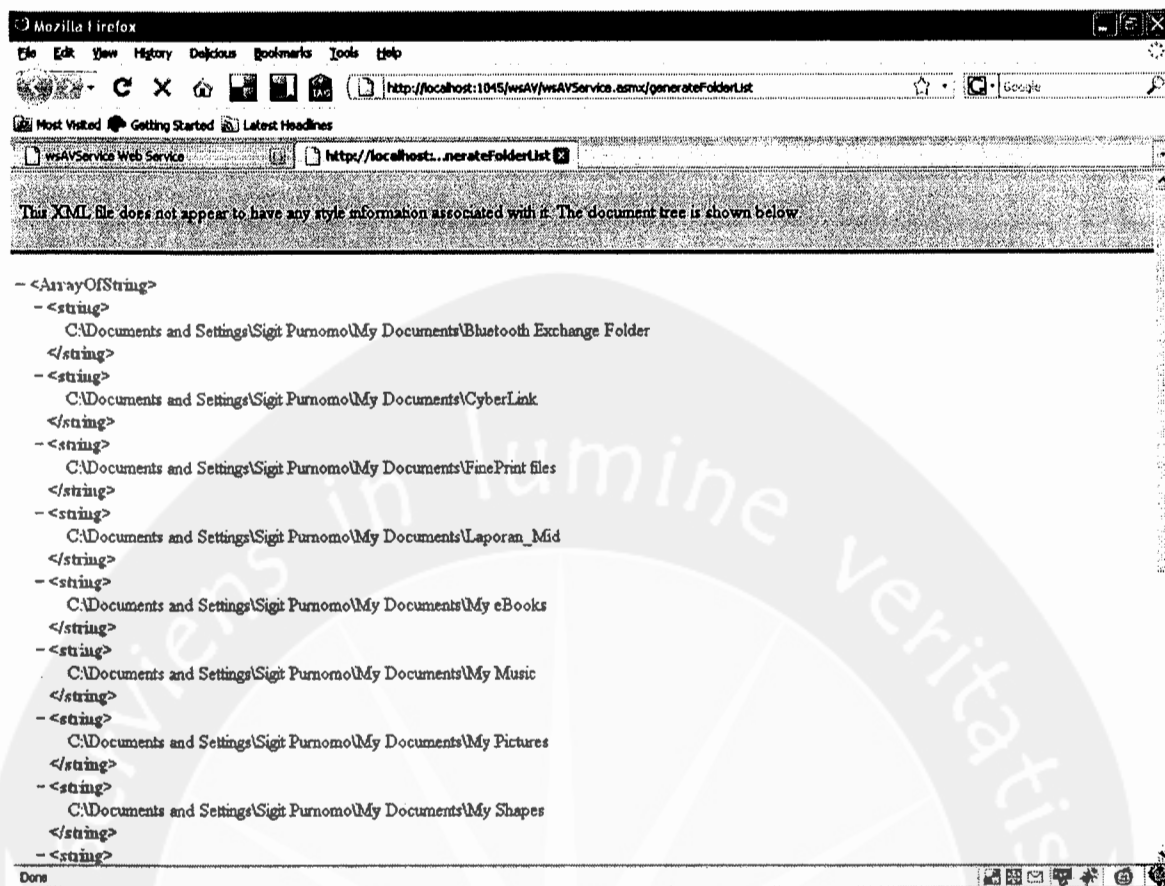 Mozilla Firefox
File Edit View History Delicious Bookmarks Tools Help
http://localhost:1045/wsAV/wsAVService.asmx/generateFolderList
Google
Most Visited Getting Started Latest Headlines
wsAVService Web Service
http://localhost:...nerateFolderList
This XML file does not appear to have any style information associated with it. The document tree is shown below.
- <ArrayOfString>
- <string>
C:\Documents and Settings\Sigit Purnomo\My Documents\Bluetooth Exchange Folder
</string>
- <string>
C:\Documents and Settings\Sigit Purnomo\My Documents\CyberLink
</string>
- <string>
C:\Documents and Settings\Sigit Purnomo\My Documents\FinePrint files
</string>
- <string>
C:\Documents and Settings\Sigit Purnomo\My Documents\Laporan_Mid
</string>
- <string>
C:\Documents and Settings\Sigit Purnomo\My Documents\My eBooks
</string>
- <string>
C:\Documents and Settings\Sigit Purnomo\My Documents\My Music
</string>
- <string>
C:\Documents and Settings\Sigit Purnomo\My Documents\My Pictures
</string>
- <string>
C:\Documents and Settings\Sigit Purnomo\My Documents\My Shapes
</string>
- <string>
Done
in lumine veritatis